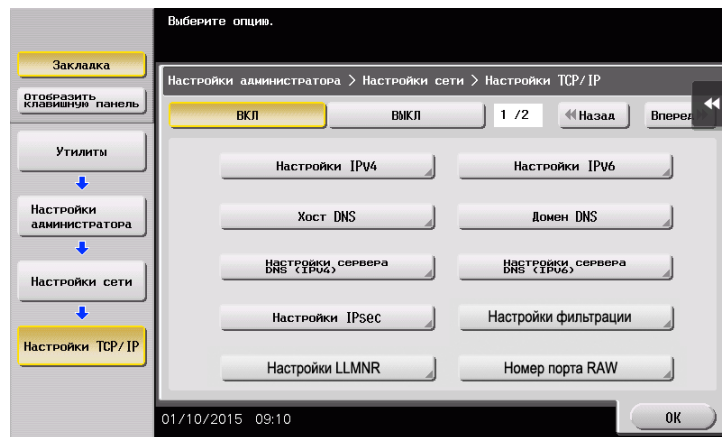 Выберите опцию.
Закладка
Отобразить
клавишную панель
Настройки администратора > Настройки сети > Настройки TCP/IP
ВКЛ
ВЫКЛ
1 /2
Назад
Вперед
Утилиты
Настройки
администратора
Настройки сети
Настройки TCP/IP
Настройки IPv4
Настройки IPv6
Хост DNS
Домен DNS
Настройки сервера
DNS (IPv4)
Настройки сервера
DNS (IPv6)
Настройки IPsec
Настройки фильтрации
Настройки LLMNR
Номер порта RAW
01/10/2015 09:10
OK